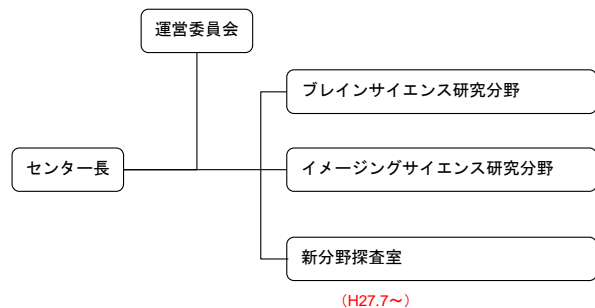 運営委員会
ブレインサイエンス研究分野
センター長
イメージングサイエンス研究分野
新分野探査室
（H27.7～）